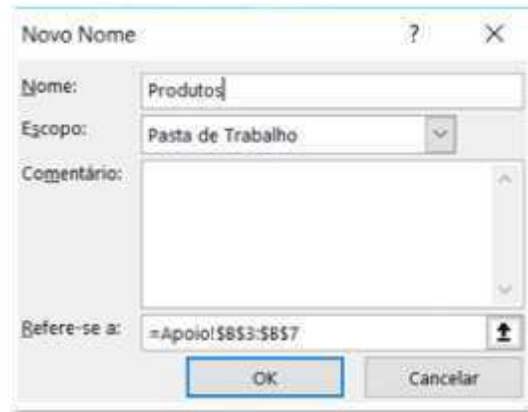 Novo Nome ?
Nome: Produtos
Escopo: Pasta de Trabalho
Comentário:
Refere-se a: =Apoio!$B$3:$B$7
OK Cancelar